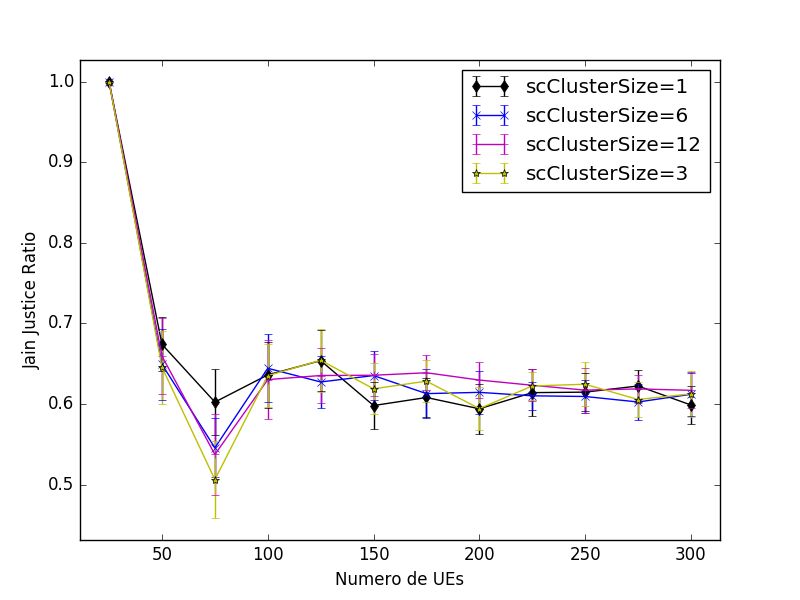 scClusterSize=1
scClusterSize=6
scClusterSize=12
scClusterSize=3
1.0
0.9
0.8
0.7
0.6
0.5
Jain Justice Ratio
50 100 150 200 250 300
Numero de UEs